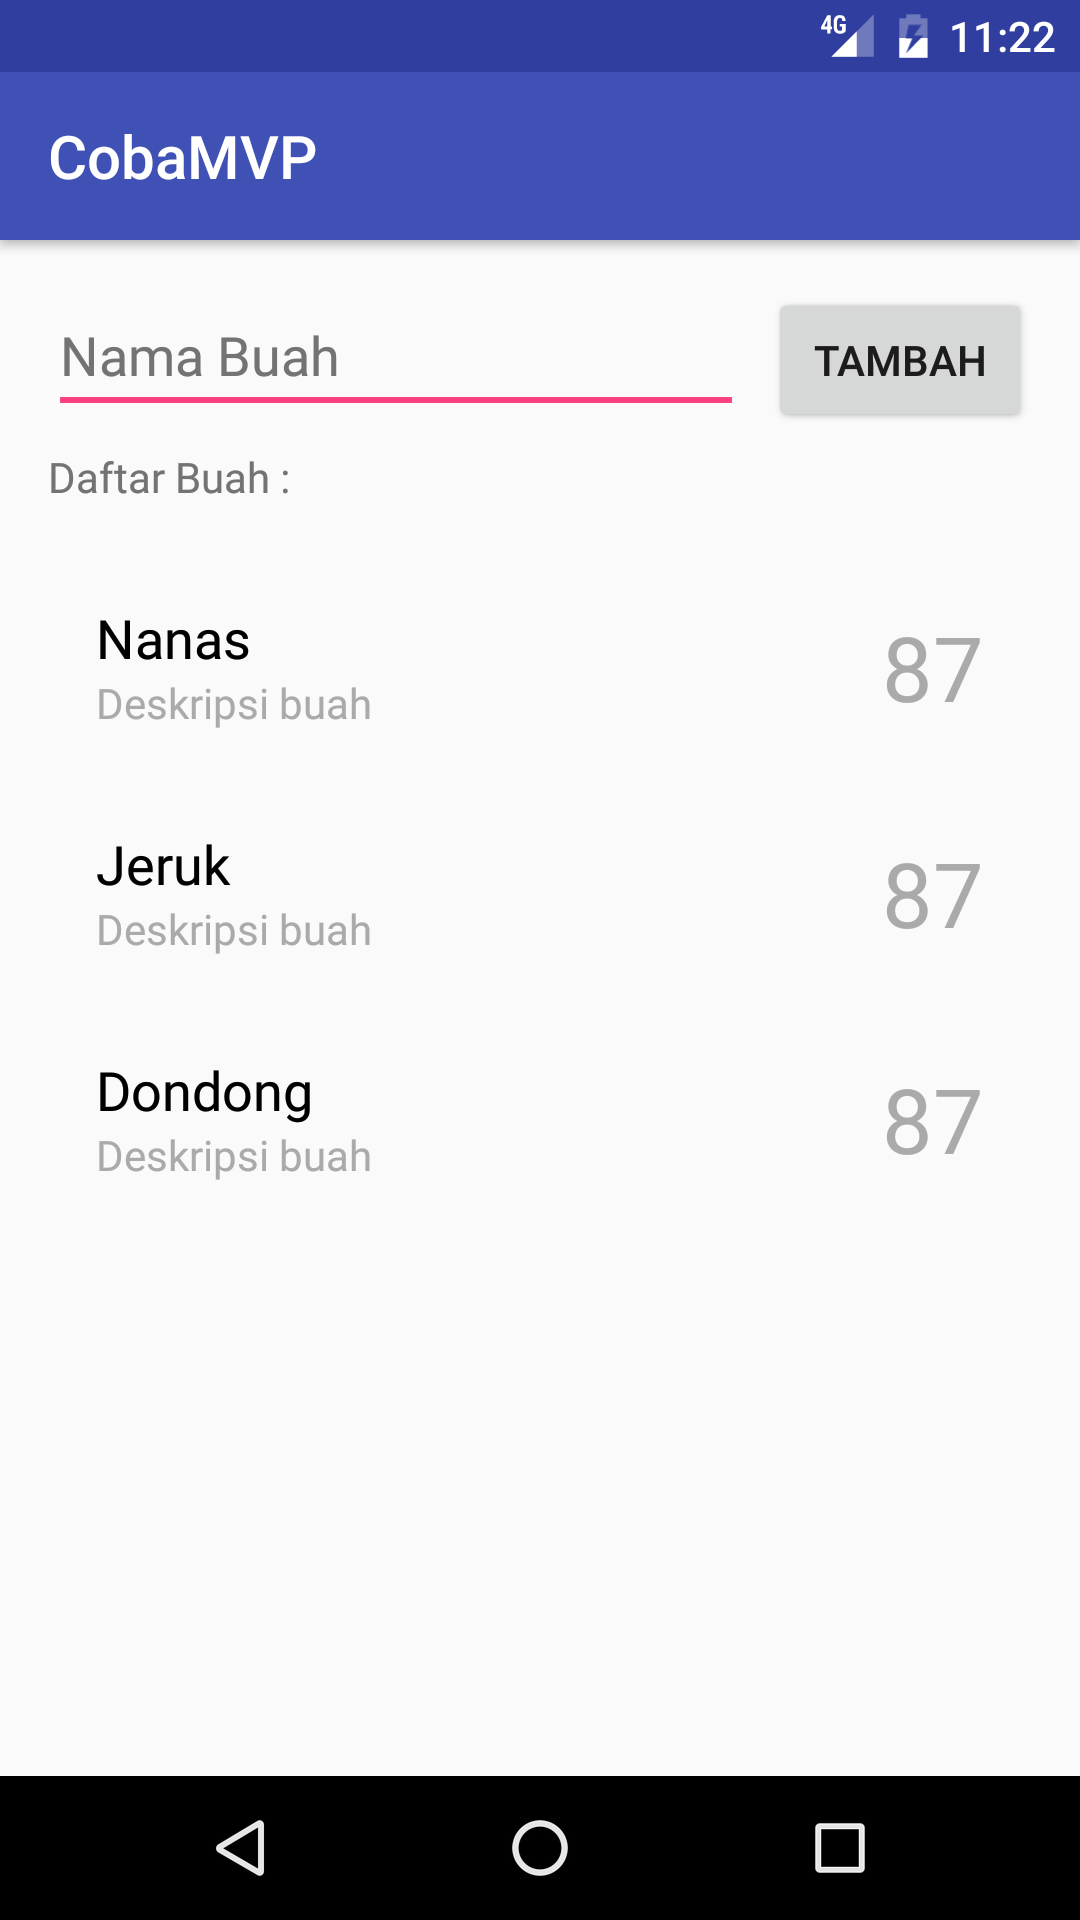 4G 11:22
CobaMVP
Nama Buah
TAMBAH
Daftar Buah :
Nanas
Deskripsi buah
87
Jeruk
Deskripsi buah
87
Dondong
Deskripsi buah
87